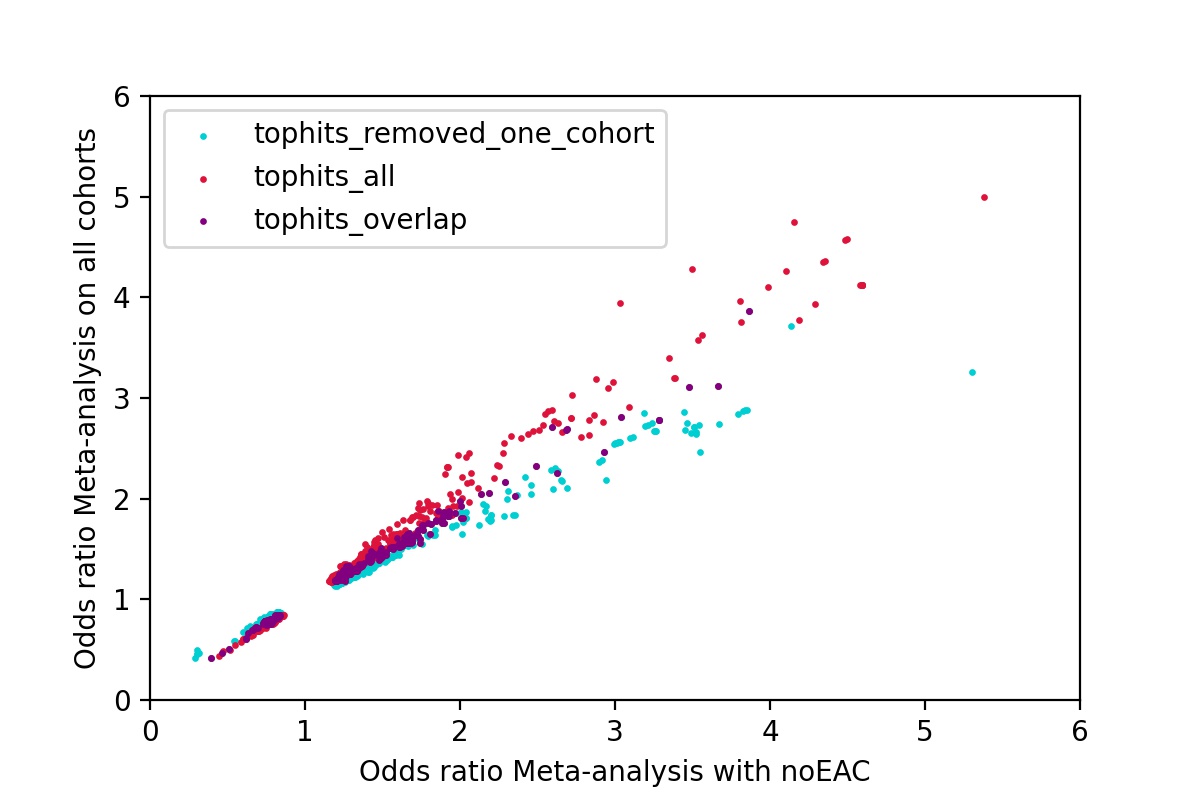 6
5
4
3
2
1
0
0 1 2 3 4 5 6
Odds ratio Meta-analysis on all cohorts
tophits_removed_one_cohort
tophits_all
tophits_overlap
Odds ratio Meta-analysis with noEAC